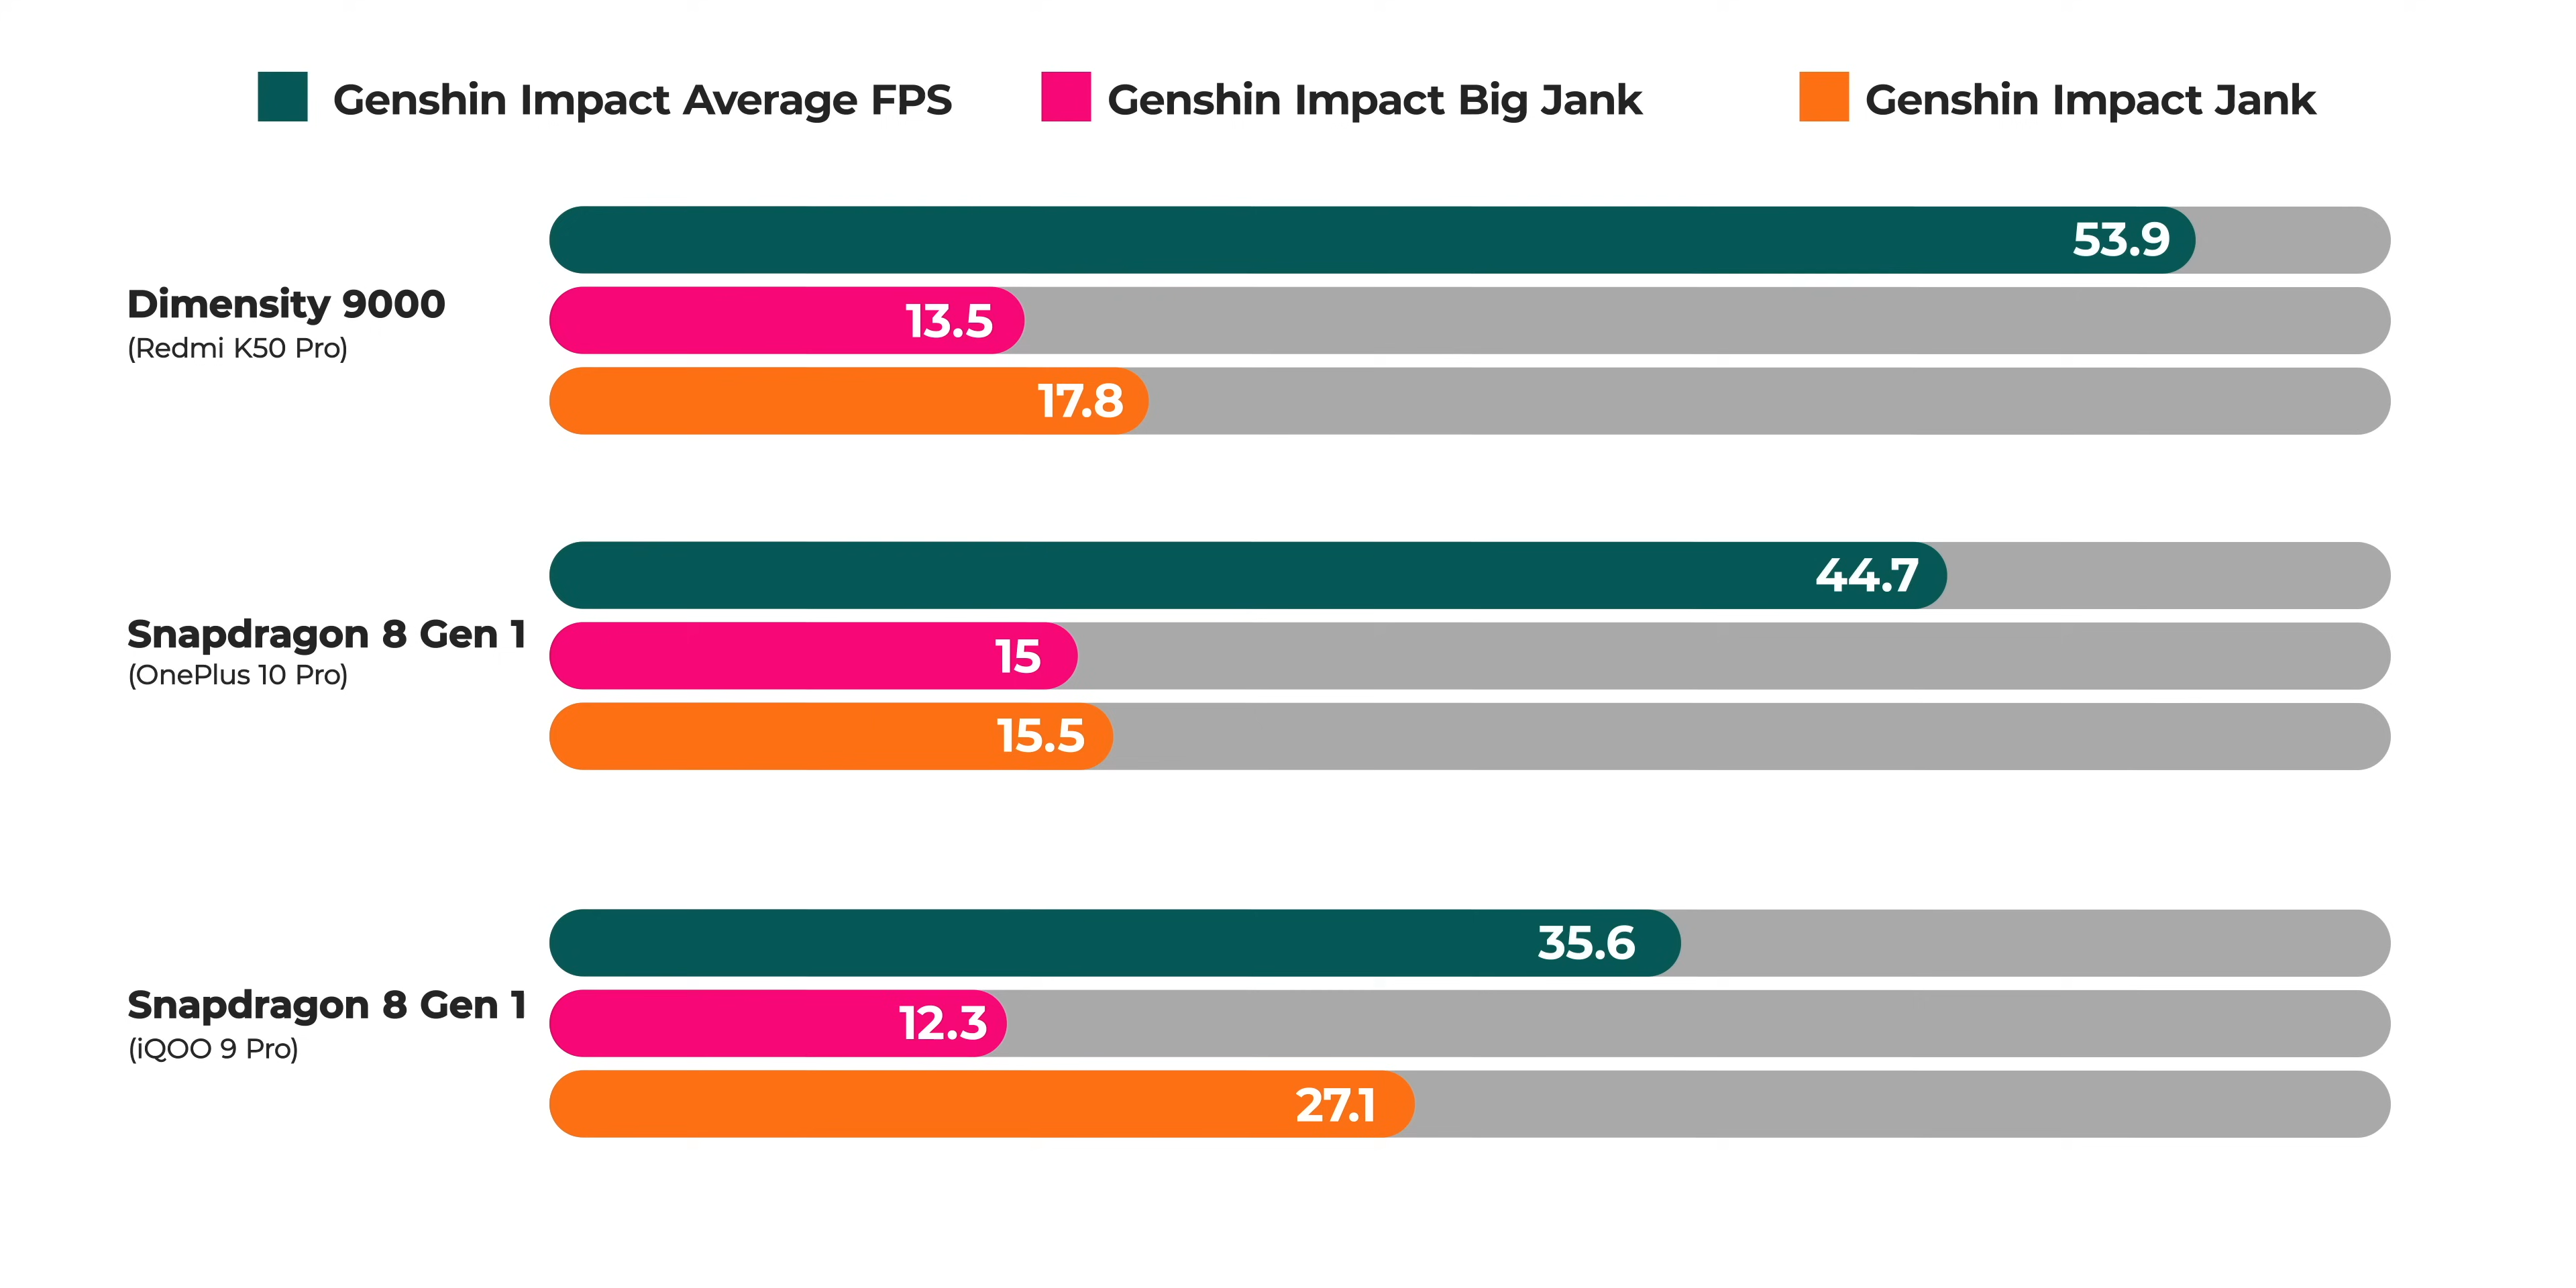 Genshin Impact Average FPS
Genshin Impact Big Jank
Genshin Impact Jank
Dimensity 9000
(Redmi K50 Pro)
53.9
13.5
17.8
Snapdragon 8 Gen 1
(OnePlus 10 Pro)
44.7
15
15.5
Snapdragon 8 Gen 1
(iQOO 9 Pro)
35.6
12.3
27.1